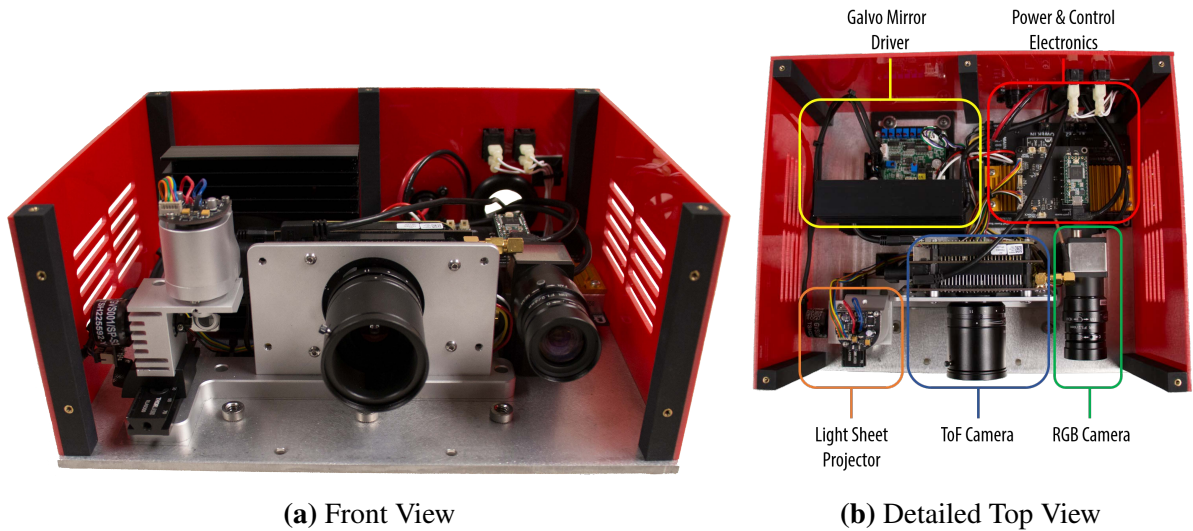 Galvo Mirror
Driver
Power & Control
Electronics
Light Sheet
Projector
ToF Camera
RGB Camera
(a) Front View
(b) Detailed Top View